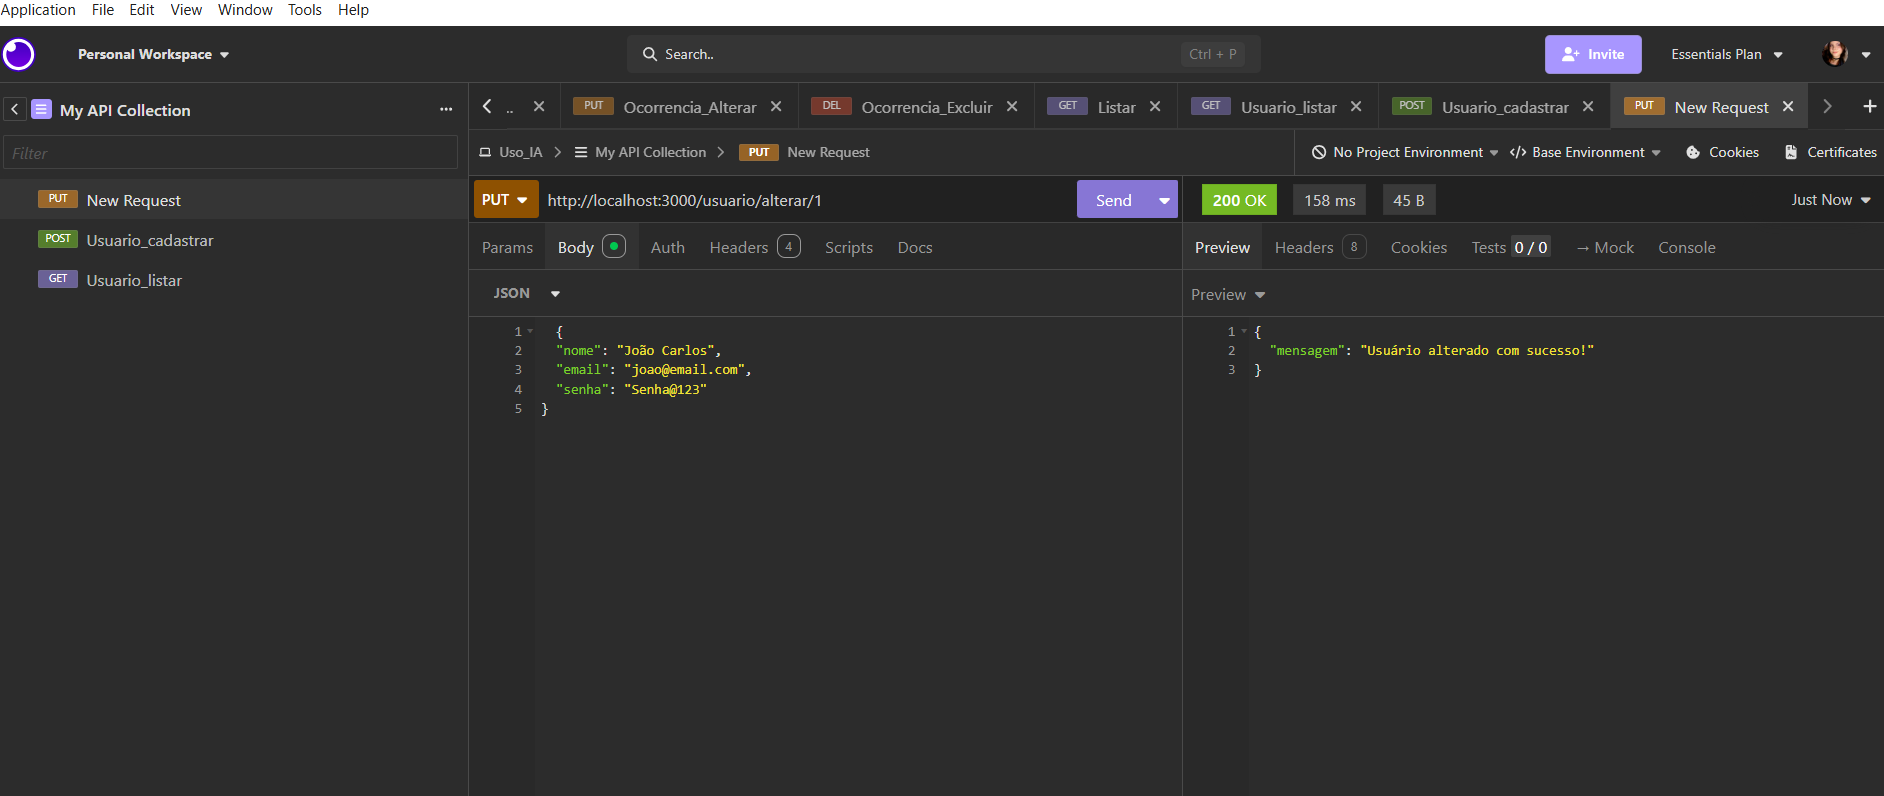 Application File Edit View Window Tools Help
Personal Workspace
Search..
Ctrl + P
Invite
Essentials Plan
My API Collection
Filter
PUT New Request
POST Usuario_cadastrar
GET Usuario_listar
.. PUT Ocorrencia_Alterar DEL Ocorrencia_Excluir GET Listar GET Usuario_listar POST Usuario_cadastrar PUT New Request
Uso_IA My API Collection PUT New Request
No Project Environment </> Base Environment Cookies Certificates
PUT http://localhost:3000/usuario/alterar/1 Send
Params Body Auth Headers 4 Scripts Docs
JSON
1 {
2 "nome": "João Carlos",
3 "email": "joao@email.com",
4 "senha": "Senha@123"
5 }
200 OK 158 ms 45 B Just Now
Preview Headers 8 Cookies Tests 0 / 0 → Mock Console
Preview
1 {
2 "mensagem": "Usuário alterado com sucesso!"
3 }